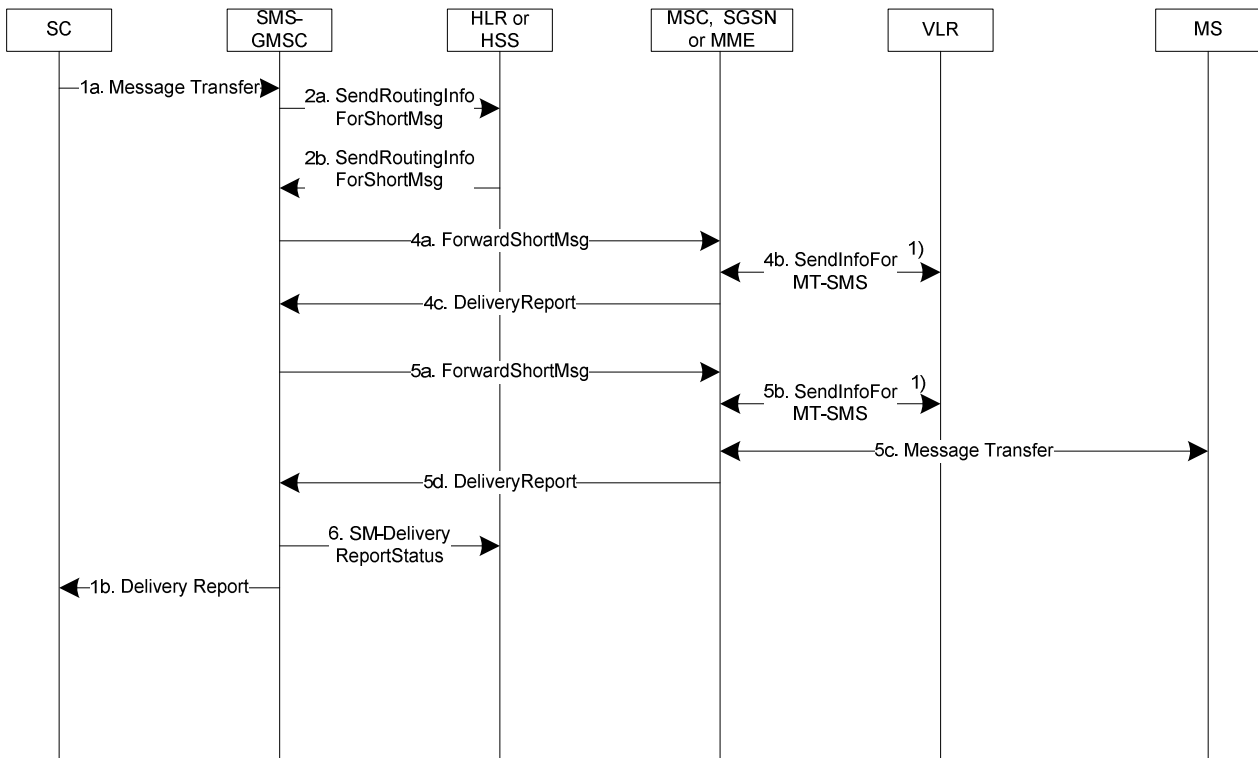 SC
SMS-
GMSC
HLR or
HSS
MSC, SGSN
or MME
VLR
MS
1a. Message Transfer
2a. SendRoutingInfo
ForShortMsg
2b. SendRoutingInfo
ForShortMsg
4a. ForwardShortMsg
4b. SendInfoFor 1)
MT-SMS
4c. DeliveryReport
5a. ForwardShortMsg
5b. SendInfoFor 1)
MT-SMS
5c. Message Transfer
5d. DeliveryReport
6. SM-Delivery
ReportStatus
1b. Delivery Report